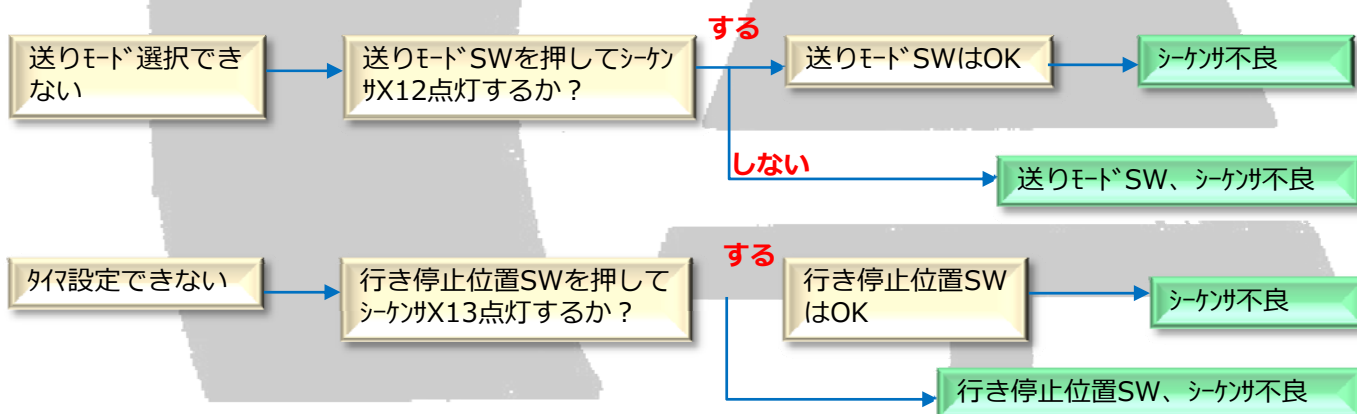 する
送りﾓｰﾄﾞ選択でき
ない
送りﾓｰﾄﾞSWを押してｼｰｹﾝ
ｻX12点灯するか？
送りﾓｰﾄﾞSWはOK
ｼｰｹﾝｻ不良
しない
送りﾓｰﾄﾞSW、ｼｰｹﾝｻ不良
する
ﾀｲﾏ設定できない
行き停止位置SWを押して
ｼｰｹﾝｻX13点灯するか？
行き停止位置SW
はOK
ｼｰｹﾝｻ不良
行き停止位置SW、ｼｰｹﾝｻ不良